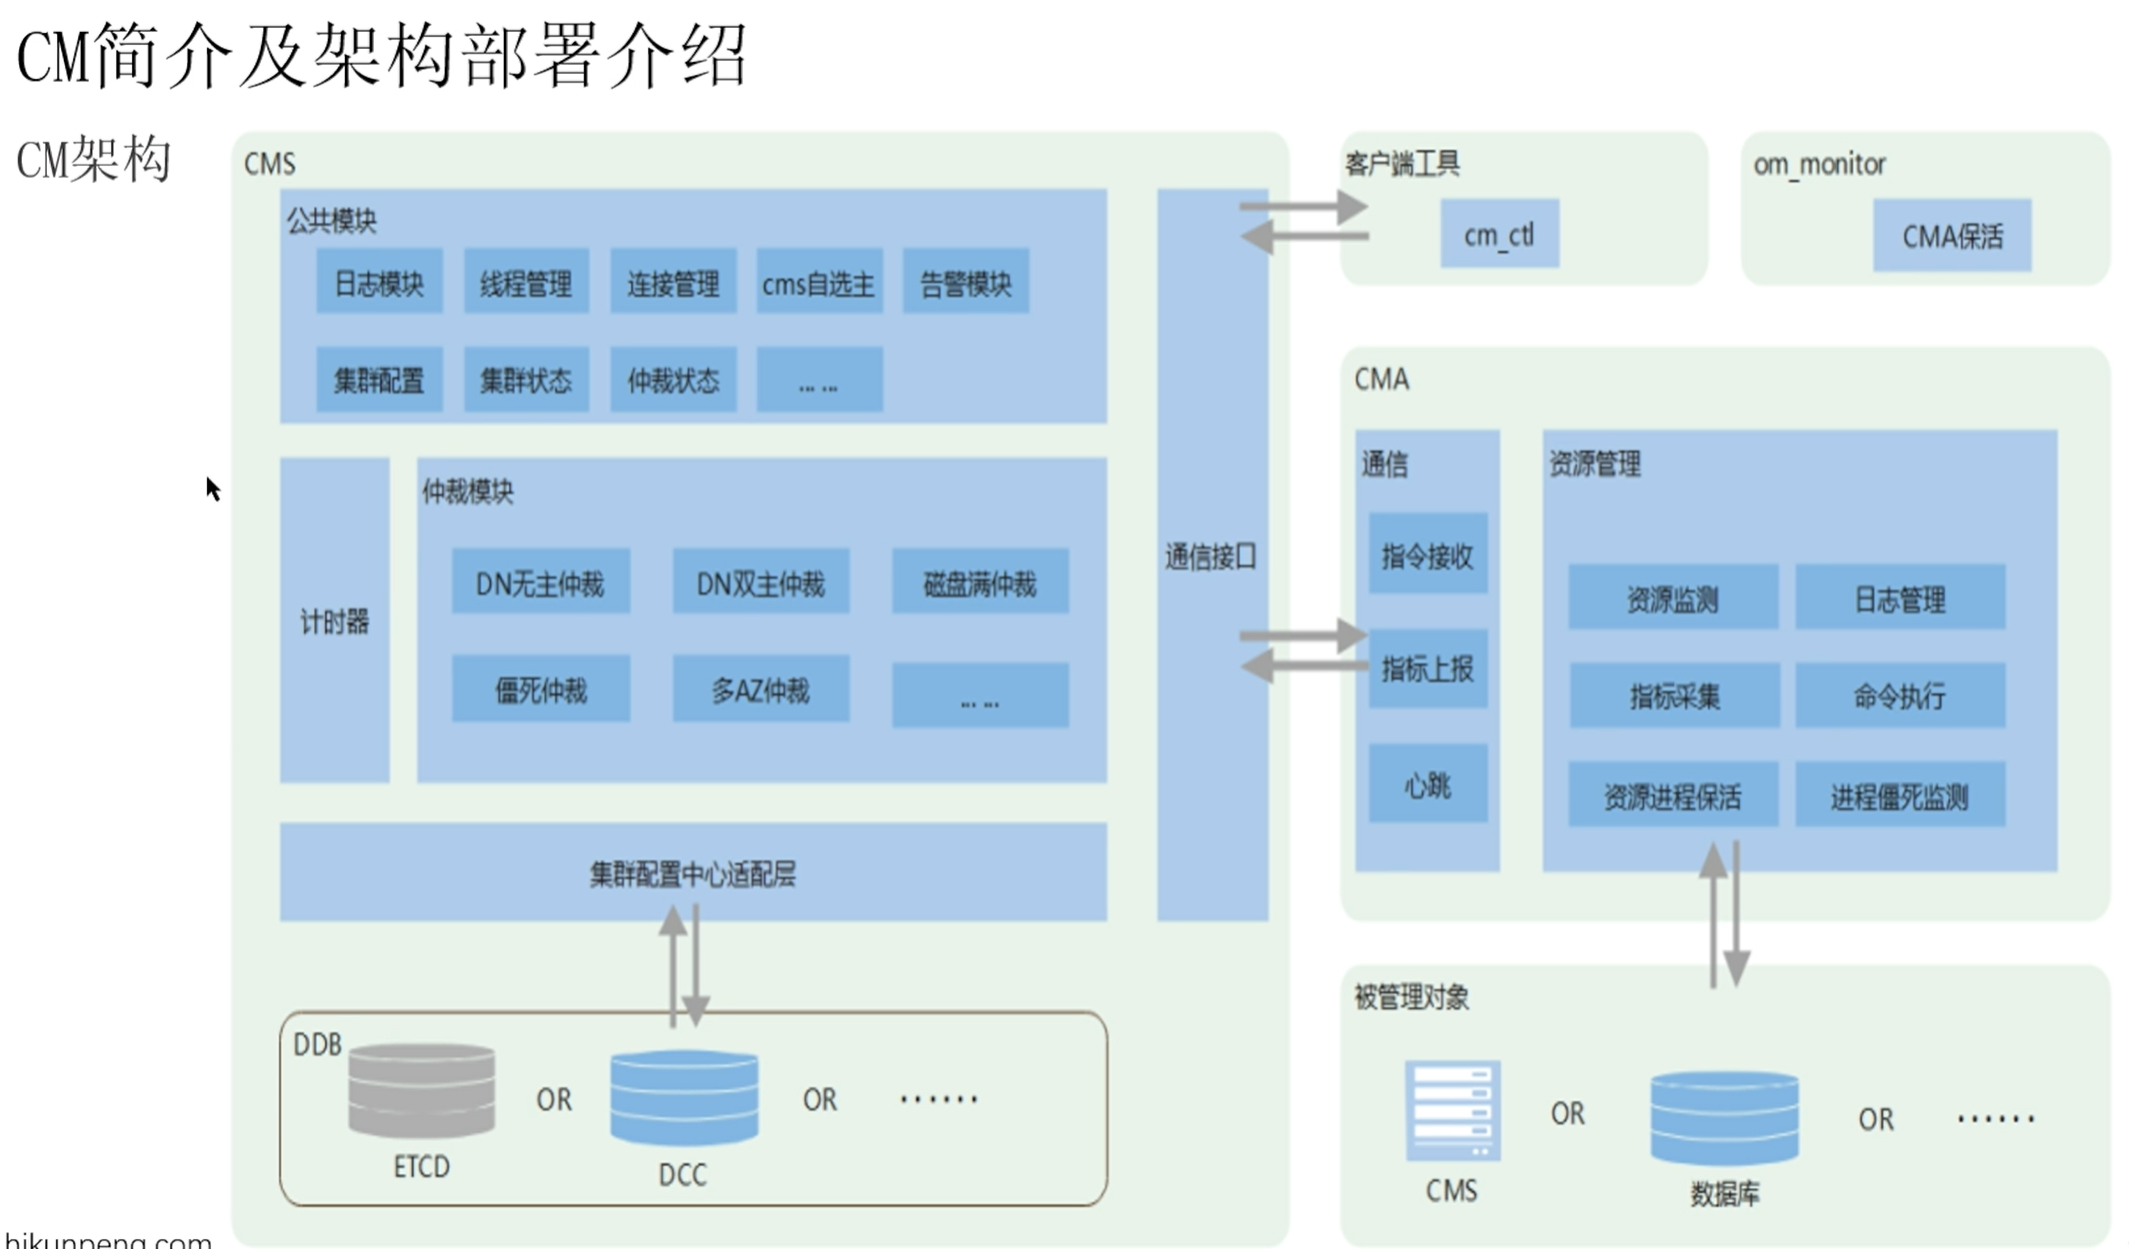 CM简介及架构部署介绍
CM架构
CMS
公共模块
日志模块 线程管理 连接管理 cms自选主 告警模块
集群配置 集群状态 仲裁状态 ... ...
计时器
仲裁模块
DN无主仲裁 DN双主仲裁 磁盘满仲裁
僵死仲裁 多AZ仲裁 ... ...
集群配置中心适配层
DDB
ETCD OR DCC OR ······
通信接口
客户端工具
cm_ctl
om_monitor
CMA保活
CMA
通信
指令接收
指标上报
心跳
资源管理
资源监测 日志管理
指标采集 命令执行
资源进程保活 进程僵死监测
被管理对象
CMS OR 数据库 OR ······
hikunpeng.com